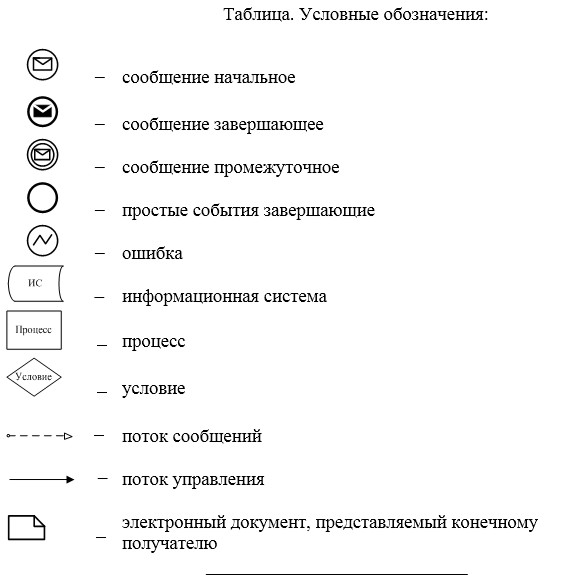 Таблица. Условные обозначения:
– сообщение начальное
– сообщение завершающее
– сообщение промежуточное
– простые события завершающие
– ошибка
ИС – информационная система
Процесс – процесс
Условие – условие
– поток сообщений
– поток управления
– электронный документ, представляемый конечному
получателю